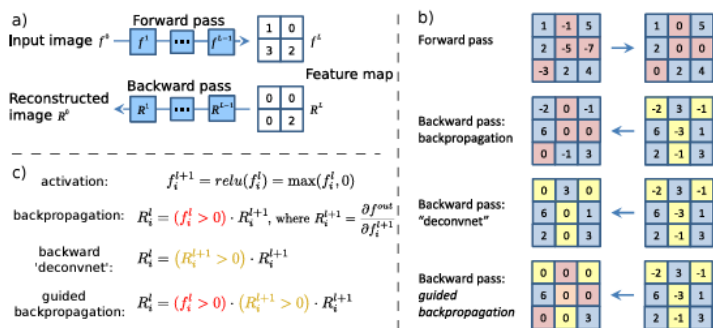 a)
Forward pass
Input image f⁰
f¹
f^{L-1}
1 0
3 2
f^L
Feature map
Backward pass
Reconstructed image R⁰
R^1
R^{L-1}
0 0
0 2
R^L
b)
Forward pass
1 -1 5
2 -5 -7
-3 2 4
1 0 5
2 0 0
0 2 4
Backward pass:
backpropagation
-2 0 -1
6 0 0
0 -1 3
-2 3 -1
6 -3 1
2 -1 3
Backward pass:
"deconvnet"
0 3 0
6 0 1
2 0 3
-2 3 -1
6 -3 1
2 -1 3
Backward pass:
guided
backpropagation
0 0 0
6 0 0
0 0 3
-2 3 -1
6 -3 1
2 -1 3
c)
activation: f_i^{l+1} = relu(f_i^l) = max(f_i^l, 0)
backpropagation: R_i^l = (f_i^l > 0) · R_i^{l+1}, where R_i^{l+1} = ∂f^{out} / ∂f_i^{l+1}
backward
'deconvnet': R_i^l = (R_i^{l+1} > 0) · R_i^{l+1}
guided
backpropagation: R_i^l = (f_i^l > 0) · (R_i^{l+1} > 0) · R_i^{l+1}